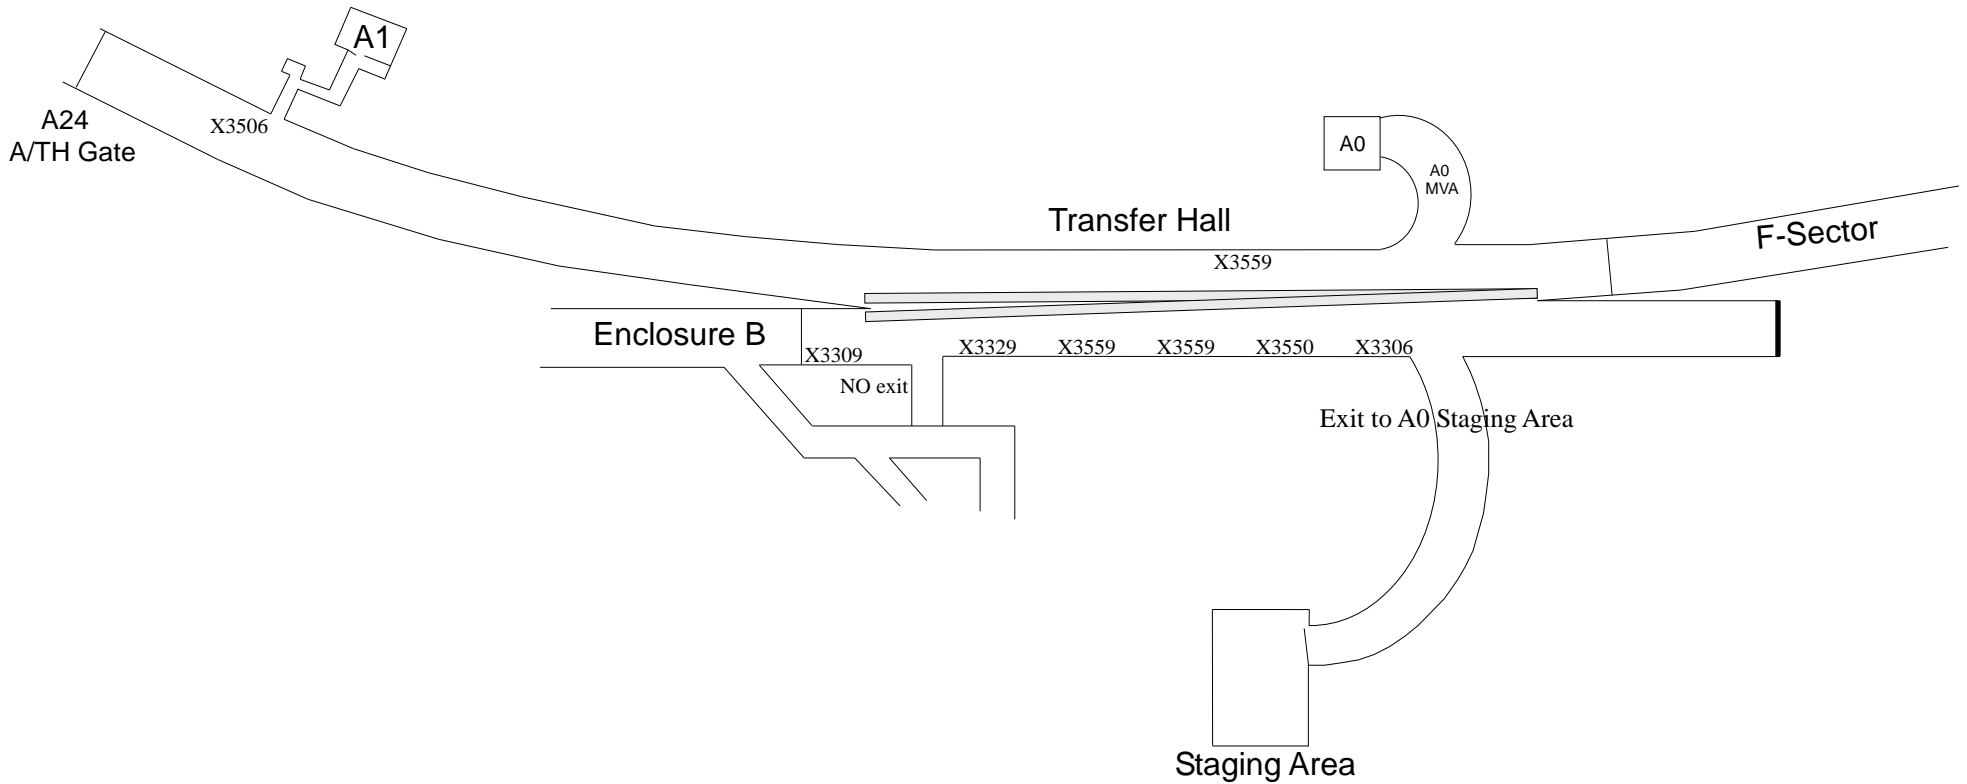 A1
A24
A/TH Gate
X3506
A0
A0
MVA
Transfer Hall
F-Sector
X3559
Enclosure B
X3309
X3329
X3559
X3559
X3550
X3306
NO exit
Exit to A0 Staging Area
Staging Area